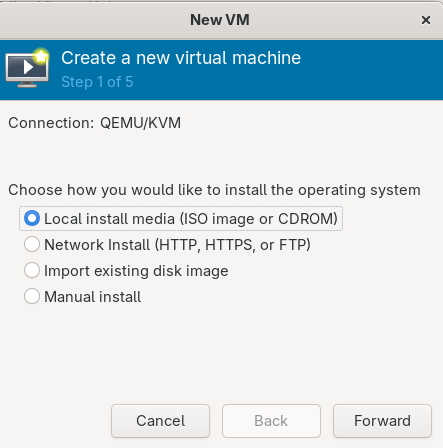 New VM
Create a new virtual machine
Step 1 of 5
Connection: QEMU/KVM
Choose how you would like to install the operating system
Local install media (ISO image or CDROM)
Network Install (HTTP, HTTPS, or FTP)
Import existing disk image
Manual install
Cancel Back Forward